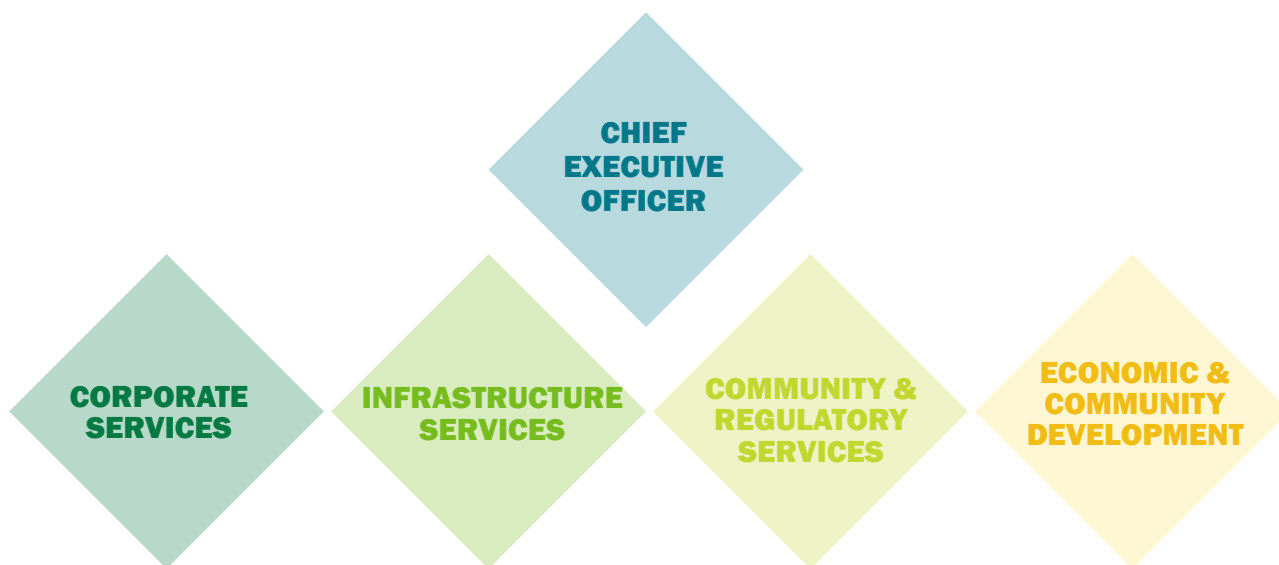 CHIEF
EXECUTIVE
OFFICER
CORPORATE
SERVICES
INFRASTRUCTURE
SERVICES
COMMUNITY &
REGULATORY
SERVICES
ECONOMIC &
COMMUNITY
DEVELOPMENT